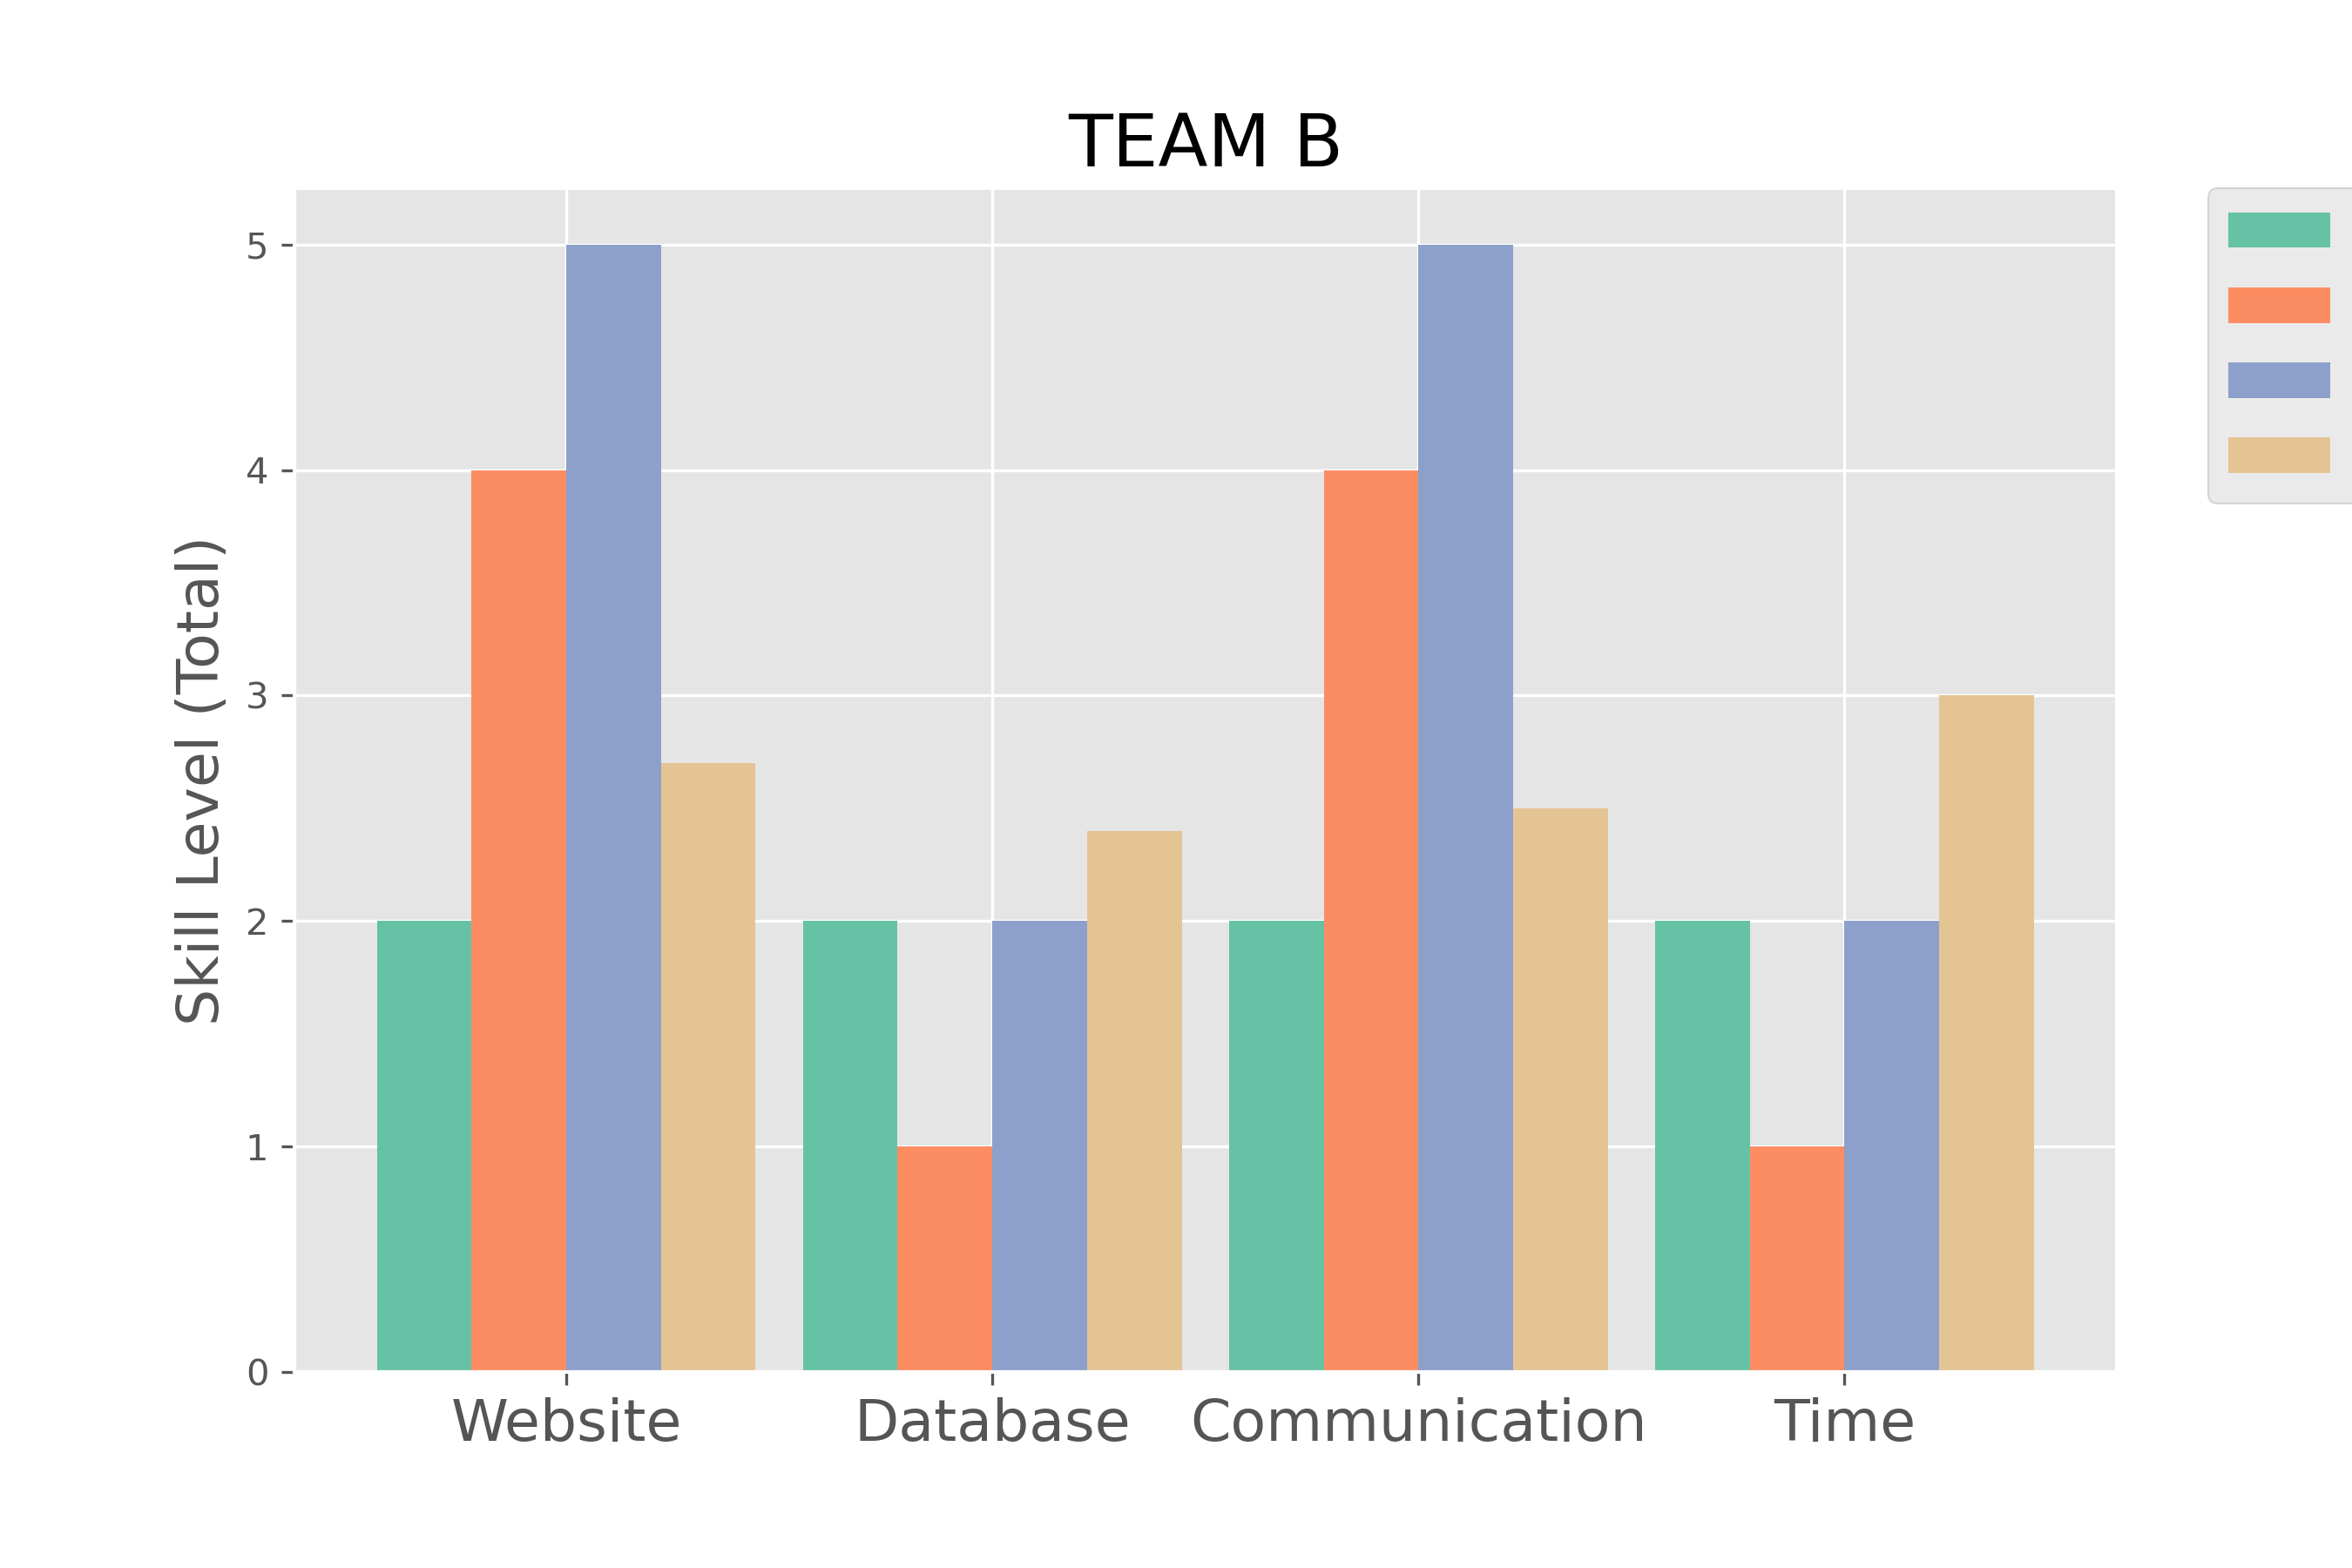 TEAM B
Skill Level (Total)
5
4
3
2
1
0
Website
Database
Communication
Time